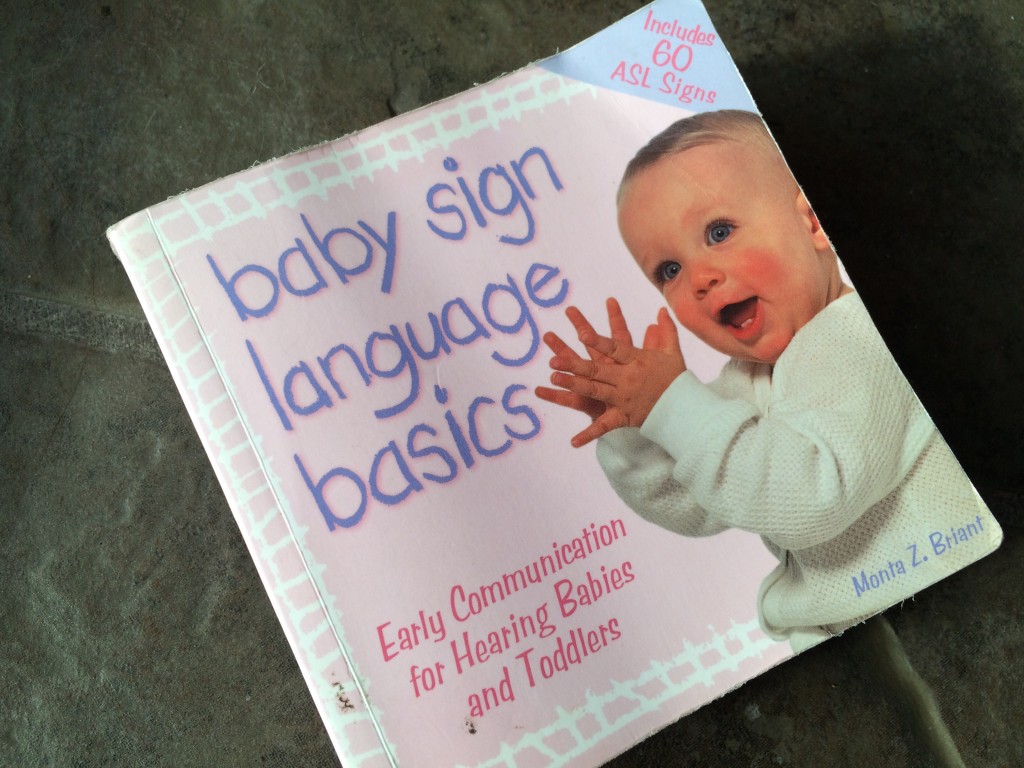 Includes
60
ASL Signs
baby sign
language
basics
Early Communication
for Hearing Babies
and Toddlers
Monta Z. Briant